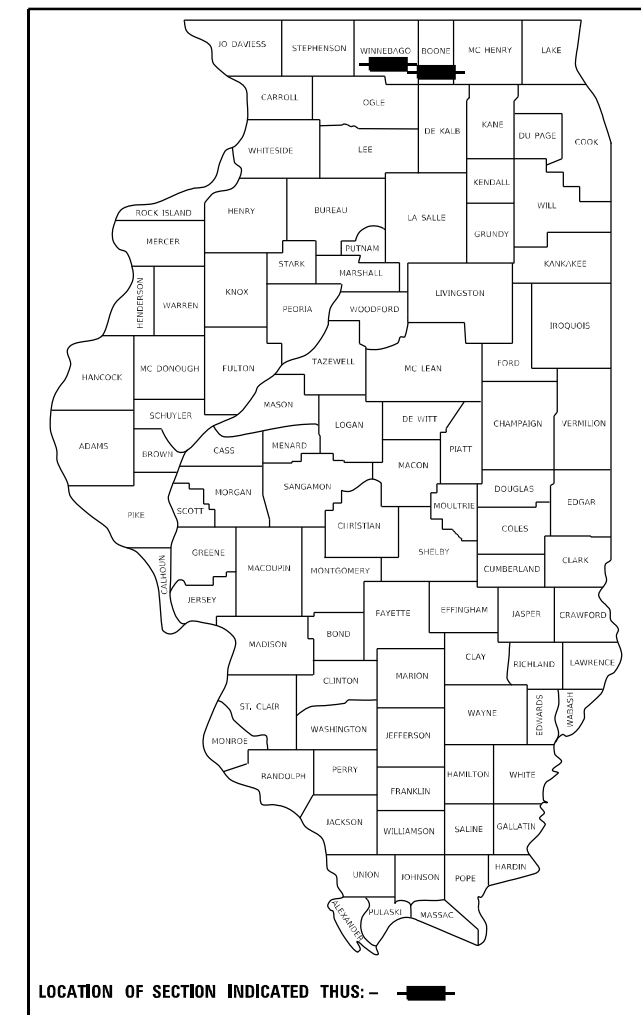 JO DAVIESS STEPHENSON WINNEBAGO BOONE MC HENRY LAKE
CARROLL OGLE DE KALB KANE DU PAGE COOK
WHITESIDE LEE
KENDALL
ROCK ISLAND HENRY BUREAU LA SALLE WILL
MERCER PUTNAM GRUNDY
STARK MARSHALL KANKAKEE
HENDERSON WARREN KNOX PEORIA WOODFORD LIVINGSTON IROQUOIS
HANCOCK MC DONOUGH FULTON TAZEWELL MC LEAN FORD
SCHUYLER MASON LOGAN DE WITT CHAMPAIGN VERMILION
ADAMS BROWN CASS MENARD MACON PIATT
PIKE SCOTT MORGAN SANGAMON MOULTRIE DOUGLAS EDGAR
CHRISTIAN COLES
CALHOUN GREENE MACOUPIN MONTGOMERY SHELBY CUMBERLAND CLARK
JERSEY FAYETTE EFFINGHAM JASPER CRAWFORD
MADISON BOND
CLINTON MARION CLAY RICHLAND LAWRENCE
ST. CLAIR WASHINGTON WAYNE EDWARDS WABASH
MONROE JEFFERSON
RANDOLPH PERRY FRANKLIN HAMILTON WHITE
JACKSON WILLIAMSON SALINE GALLATIN
UNION JOHNSON POPE HARDIN
ALEXANDER PULASKI MASSAC
LOCATION OF SECTION INDICATED THUS: –